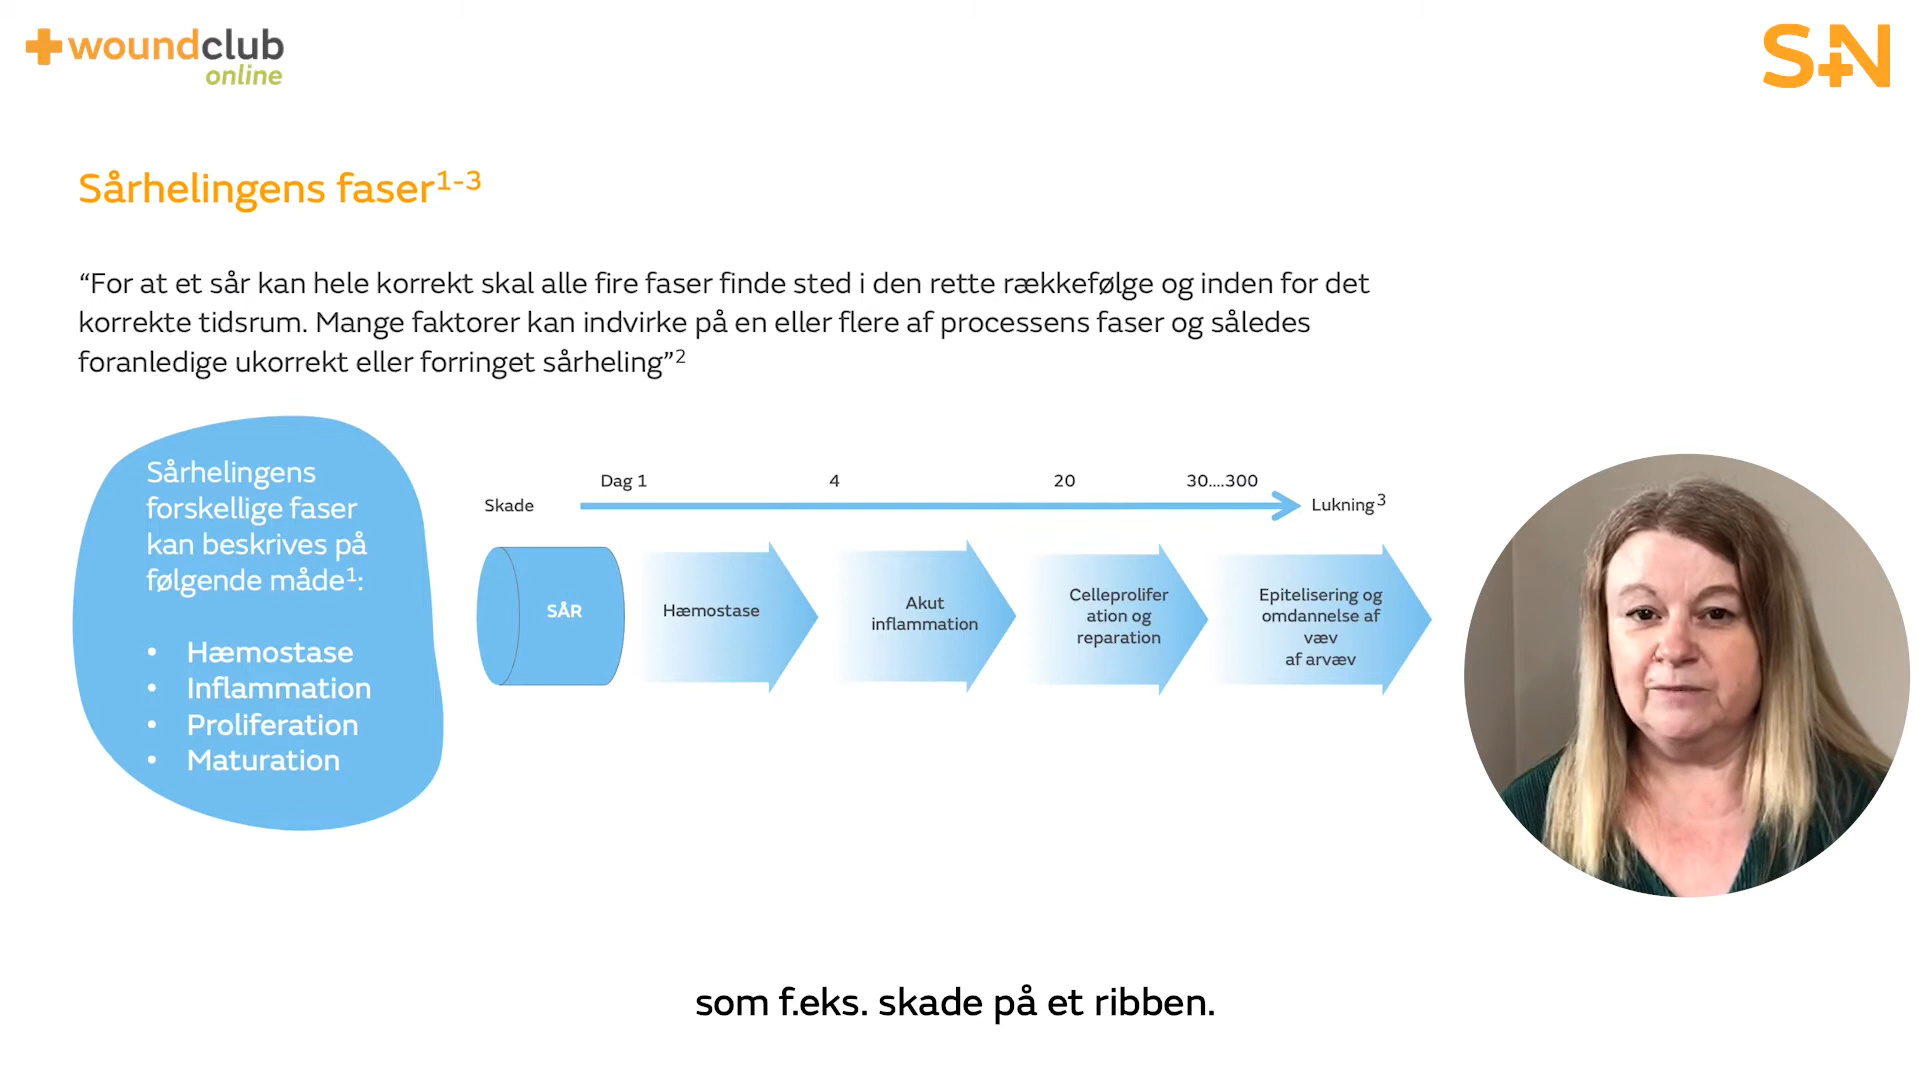 woundclub
online
S+N
Sårhelingens faser¹⁻³
“For at et sår kan hele korrekt skal alle fire faser finde sted i den rette rækkefølge og inden for det
korrekte tidsrum. Mange faktorer kan indvirke på en eller flere af processens faser og således
foranledige ukorrekt eller forringet sårheling”²
Sårhelingens
forskellige faser
kan beskrives på
følgende måde¹:
• Hæmostase
• Inflammation
• Proliferation
• Maturation
Dag 1 4 20 30....300
Skade Lukning³
SÅR
Hæmostase
Akut
inflammation
Celleprolifer
ation og
reparation
Epitelisering og
omdannelse af
væv
af arvæv
som f.eks. skade på et ribben.